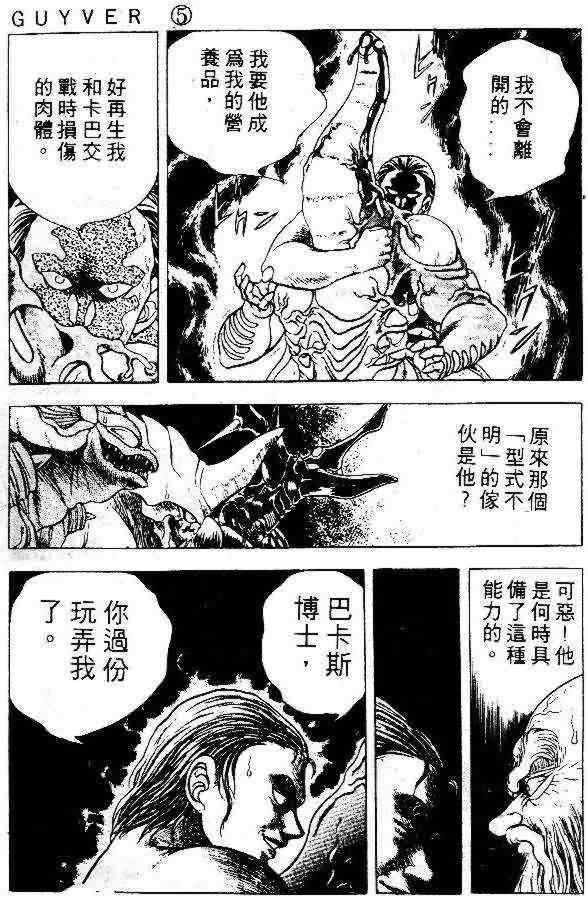 GUYVER ⑤
我不會離
開的‥‥
我要他成
爲我的營
養品，
好再生我
和卡巴交
戰時損傷
的肉體。
原來那個
「型式不
明」的傢
伙是他？
可惡！他
是何時具
備了這種
能力的。
巴卡斯
博士，
你過份
玩弄我
了。